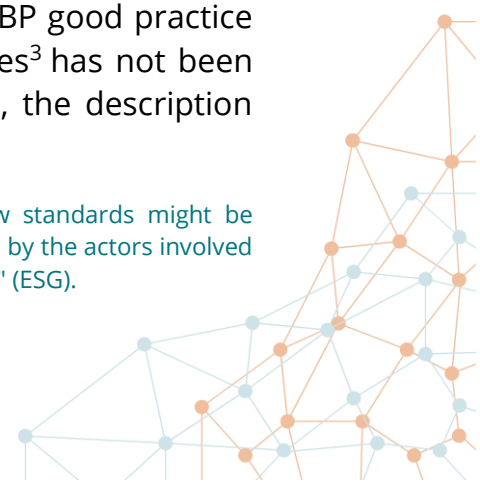 BP good practice
es³ has not been
, the description
w standards might be
by the actors involved
" (ESG).